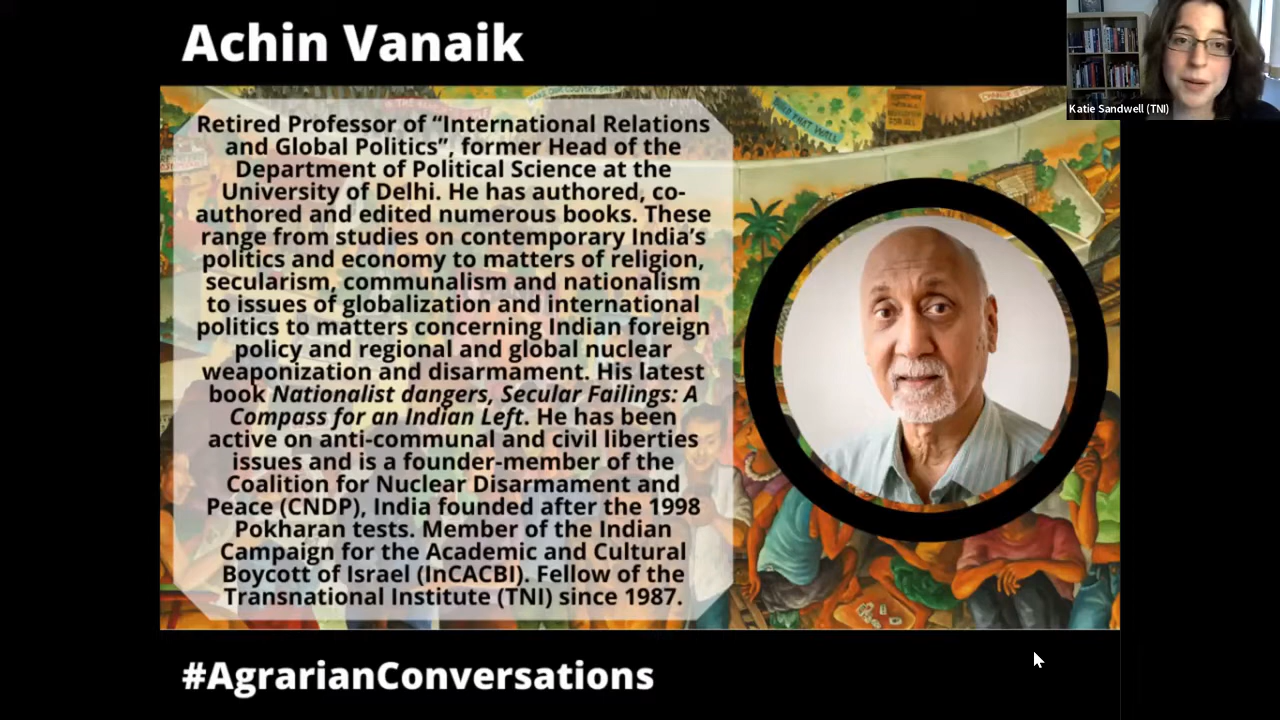 Achin Vanaik
Katie Sandwell (TNI)
Retired Professor of “International Relations
and Global Politics”, former Head of the
Department of Political Science at the
University of Delhi. He has authored, co-
authored and edited numerous books. These
range from studies on contemporary India’s
politics and economy to matters of religion,
secularism, communalism and nationalism
to issues of globalization and international
politics to matters concerning Indian foreign
policy and regional and global nuclear
weaponization and disarmament. His latest
book Nationalist dangers, Secular Failings: A
Compass for an Indian Left. He has been
active on anti-communal and civil liberties
issues and is a founder-member of the
Coalition for Nuclear Disarmament and
Peace (CNDP), India founded after the 1998
Pokharan tests. Member of the Indian
Campaign for the Academic and Cultural
Boycott of Israel (InCACBI). Fellow of the
Transnational Institute (TNI) since 1987.
BUILD THAT WALL
#AgrarianConversations